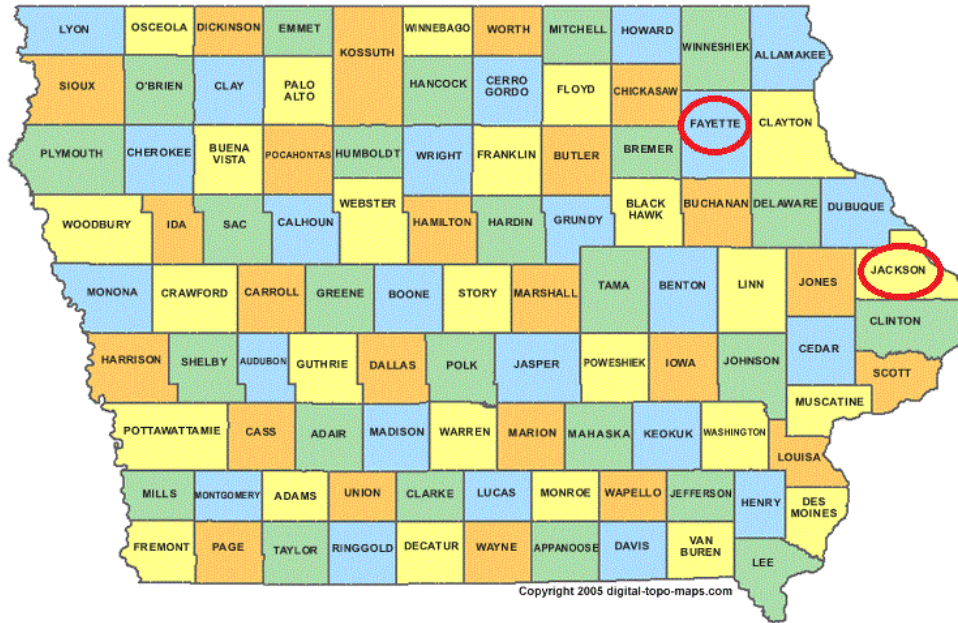 LYON
OSCEOLA
DICKINSON
EMMET
KOSSUTH
WINNEBAGO
WORTH
MITCHELL
HOWARD
WINNESHIEK
ALLAMAKEE
SIOUX
O'BRIEN
CLAY
PALO
ALTO
HANCOCK
CERRO
GORDO
FLOYD
CHICKASAW
FAYETTE
CLAYTON
PLYMOUTH
CHEROKEE
BUENA
VISTA
POCAHONTAS
HUMBOLDT
WRIGHT
FRANKLIN
BUTLER
BREMER
WOODBURY
IDA
SAC
CALHOUN
WEBSTER
HAMILTON
HARDIN
GRUNDY
BLACK
HAWK
BUCHANAN
DELAWARE
DUBUQUE
MONONA
CRAWFORD
CARROLL
GREENE
BOONE
STORY
MARSHALL
TAMA
BENTON
LINN
JONES
JACKSON
HARRISON
SHELBY
AUDUBON
GUTHRIE
DALLAS
POLK
JASPER
POWESHIEK
IOWA
JOHNSON
CEDAR
CLINTON
SCOTT
POTTAWATTAMIE
CASS
ADAIR
MADISON
WARREN
MARION
MAHASKA
KEOKUK
WASHINGTON
MUSCATINE
LOUISA
MILLS
MONTGOMERY
ADAMS
UNION
CLARKE
LUCAS
MONROE
WAPELLO
JEFFERSON
HENRY
DES
MOINES
FREMONT
PAGE
TAYLOR
RINGGOLD
DECATUR
WAYNE
APPANOOSE
DAVIS
VAN
BUREN
LEE
Copyright 2005 digital-topo-maps.com